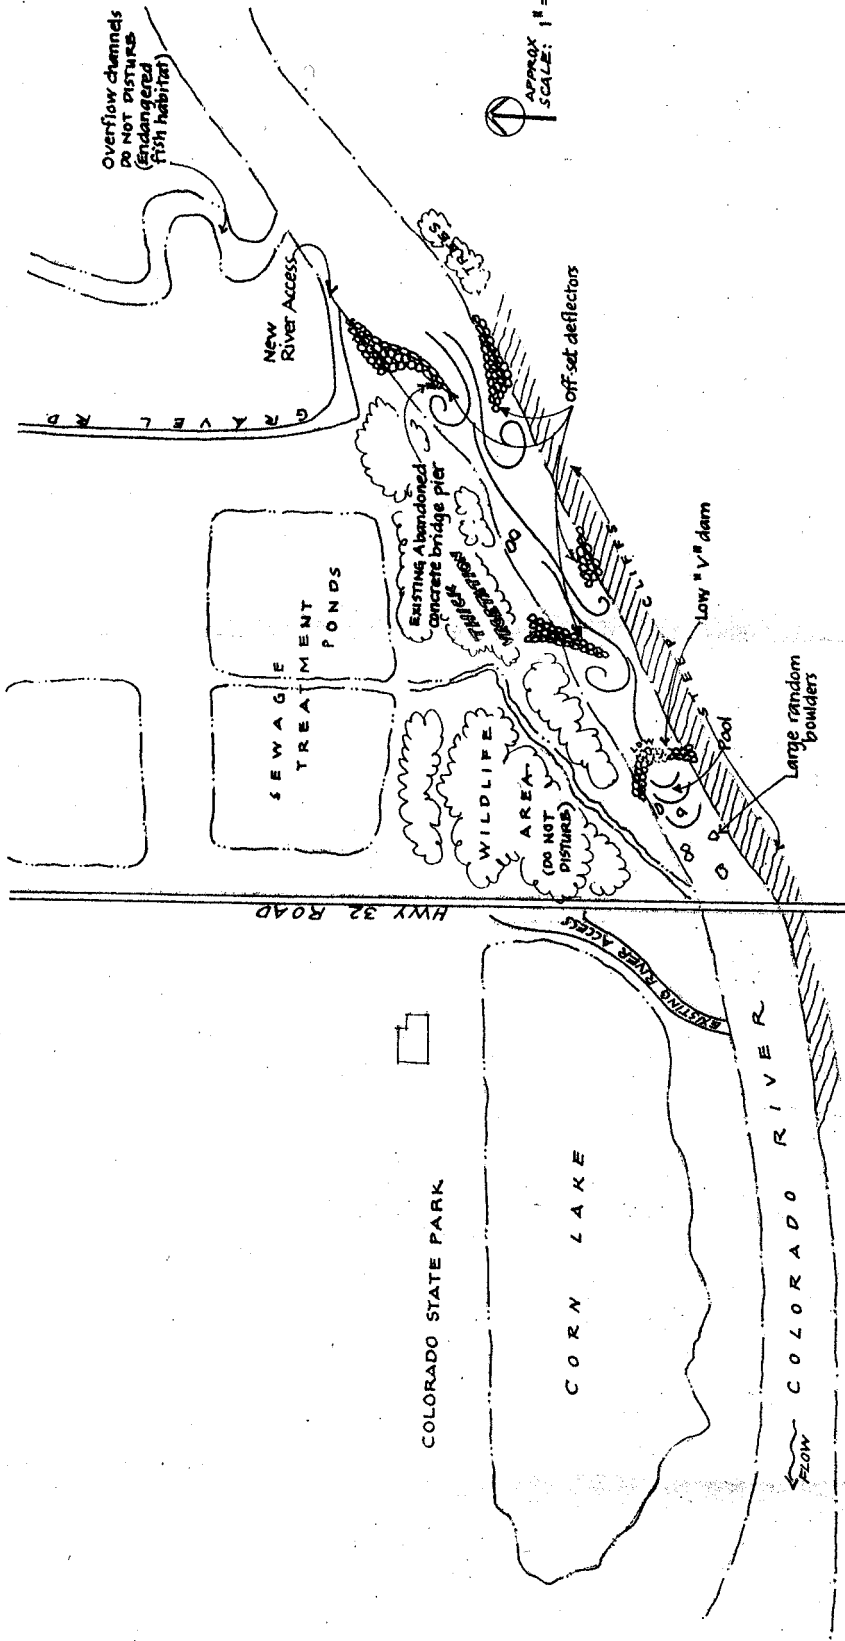 Overflow channels
DO NOT DISTURB
(Endangered
fish habitat)
New
River Access
GRAVEL RD
APPROX
SCALE: 1" =
TREES
Off set deflectors
EXISTING Abandoned
concrete bridge pier
THICK
VEGETATION
SEWAGE
TREATMENT
PONDS
STEEP CLIFFS
Low "V" dam
Pool
Large random
boulders
WILDLIFE
AREA
(DO NOT
DISTURB)
HWY 32 ROAD
EXISTING RIVER ACCESS
COLORADO STATE PARK
CORN LAKE
COLORADO RIVER
FLOW